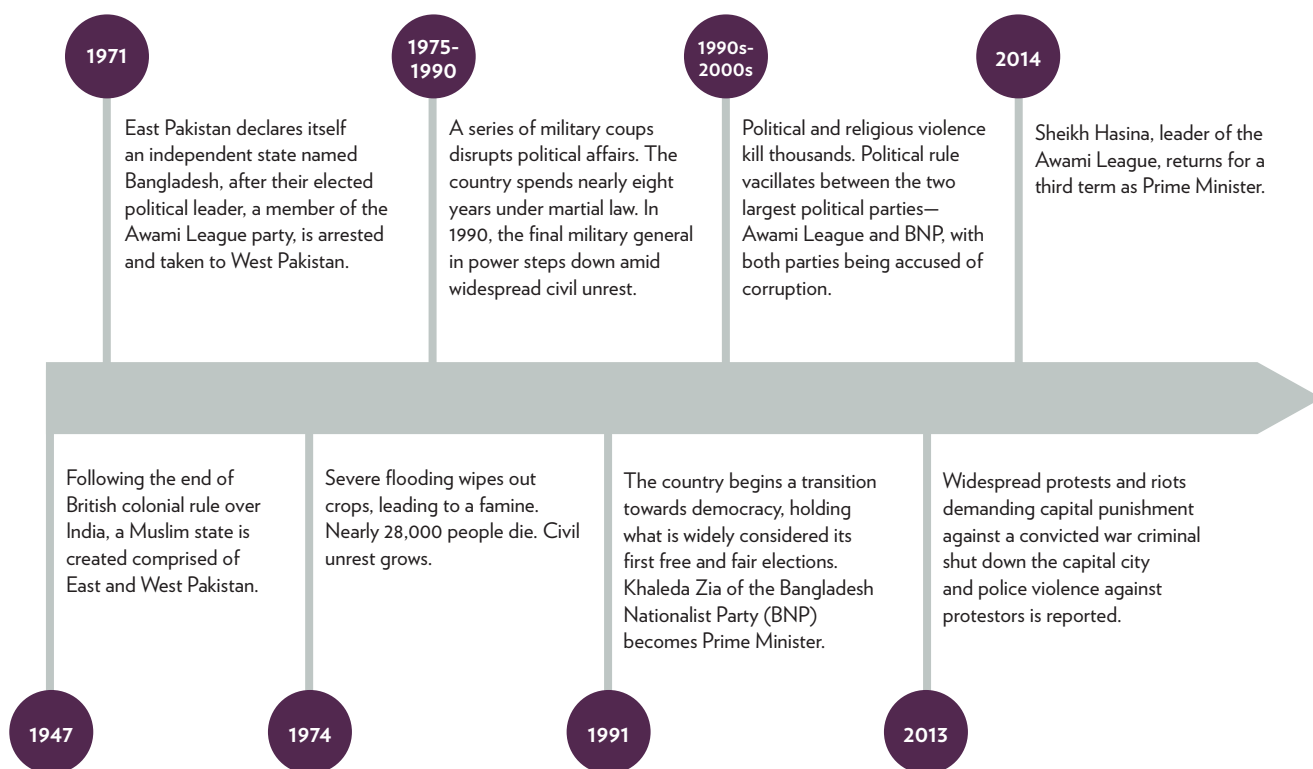 1971
East Pakistan declares itself
an independent state named
Bangladesh, after their elected
political leader, a member of the
Awami League party, is arrested
and taken to West Pakistan.
1975-
1990
A series of military coups
disrupts political affairs. The
country spends nearly eight
years under martial law. In
1990, the final military general
in power steps down amid
widespread civil unrest.
1990s-
2000s
Political and religious violence
kill thousands. Political rule
vacillates between the two
largest political parties—
Awami League and BNP, with
both parties being accused of
corruption.
2014
Sheikh Hasina, leader of the
Awami League, returns for a
third term as Prime Minister.
Following the end of
British colonial rule over
India, a Muslim state is
created comprised of
East and West Pakistan.
1947
Severe flooding wipes out
crops, leading to a famine.
Nearly 28,000 people die. Civil
unrest grows.
1974
The country begins a transition
towards democracy, holding
what is widely considered its
first free and fair elections.
Khaleda Zia of the Bangladesh
Nationalist Party (BNP)
becomes Prime Minister.
1991
Widespread protests and riots
demanding capital punishment
against a convicted war criminal
shut down the capital city
and police violence against
protestors is reported.
2013